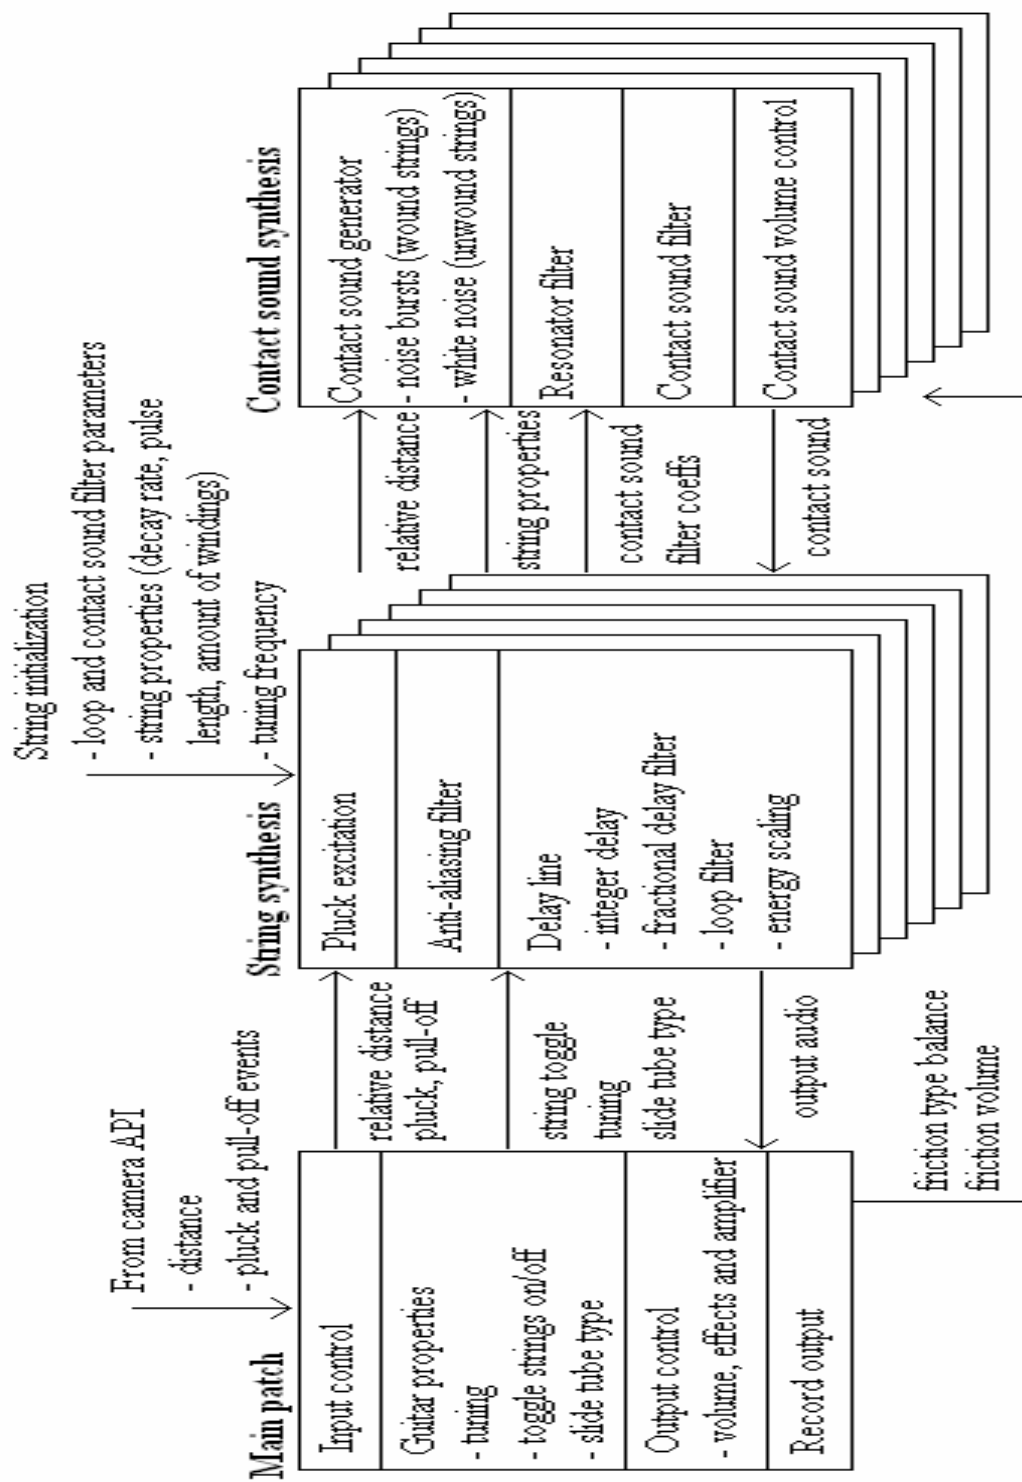 From camera API
- distance
- pluck and pull-off events
String initialization
- loop and contact sound filter parameters
- string properties (decay rate, pulse
length, amount of windings)
- tuning frequency
Main patch
Input control
Guitar properties
- tuning
- toggle strings on/off
- slide tube type
Output control
- volume, effects and amplifier
Record output
relative distance
pluck, pull-off
string toggle
tuning
slide tube type
output audio
friction type balance
friction volume
String synthesis
Pluck excitation
Anti-aliasing filter
Delay line
- integer delay
- fractional delay filter
- loop filter
- energy scaling
relative distance
string properties
contact sound
filter coeffs
contact sound
Contact sound synthesis
Contact sound generator
- noise bursts (wound strings)
- white noise (unwound strings)
Resonator filter
Contact sound filter
Contact sound volume control